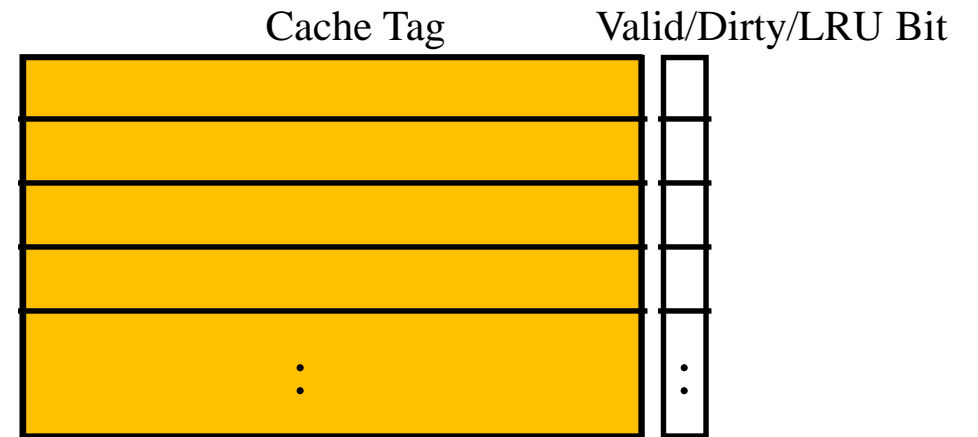 Cache Tag Valid/Dirty/LRU Bit
: :